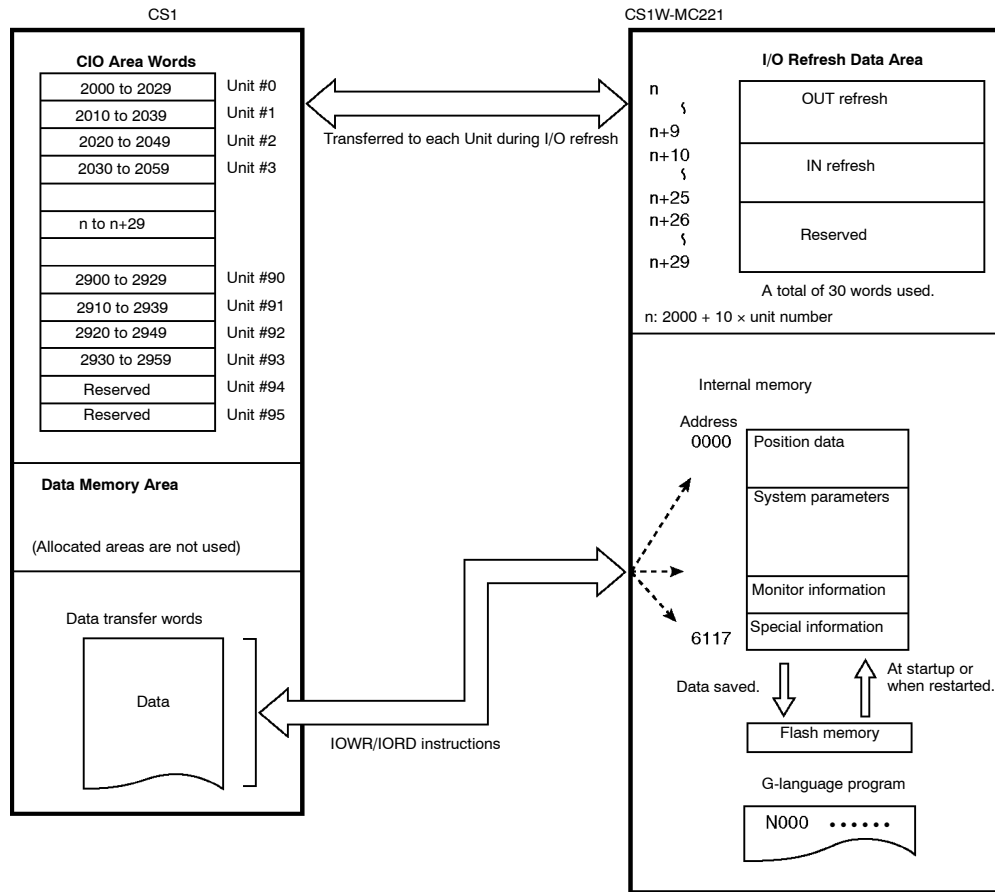 CS1
CIO Area Words
2000 to 2029 Unit #0
2010 to 2039 Unit #1
2020 to 2049 Unit #2
2030 to 2059 Unit #3
n to n+29
2900 to 2929 Unit #90
2910 to 2939 Unit #91
2920 to 2949 Unit #92
2930 to 2959 Unit #93
Reserved Unit #94
Reserved Unit #95
Data Memory Area
(Allocated areas are not used)
Data transfer words
Data
Transferred to each Unit during I/O refresh
IOWR/IORD instructions
CS1W-MC221
I/O Refresh Data Area
n
OUT refresh
n+9
n+10
IN refresh
n+25
n+26
Reserved
n+29
A total of 30 words used.
n: 2000 + 10 × unit number
Internal memory
Address
0000 Position data
System parameters
Monitor information
6117 Special information
Data saved.
At startup or
when restarted.
Flash memory
G-language program
N000 ••••••